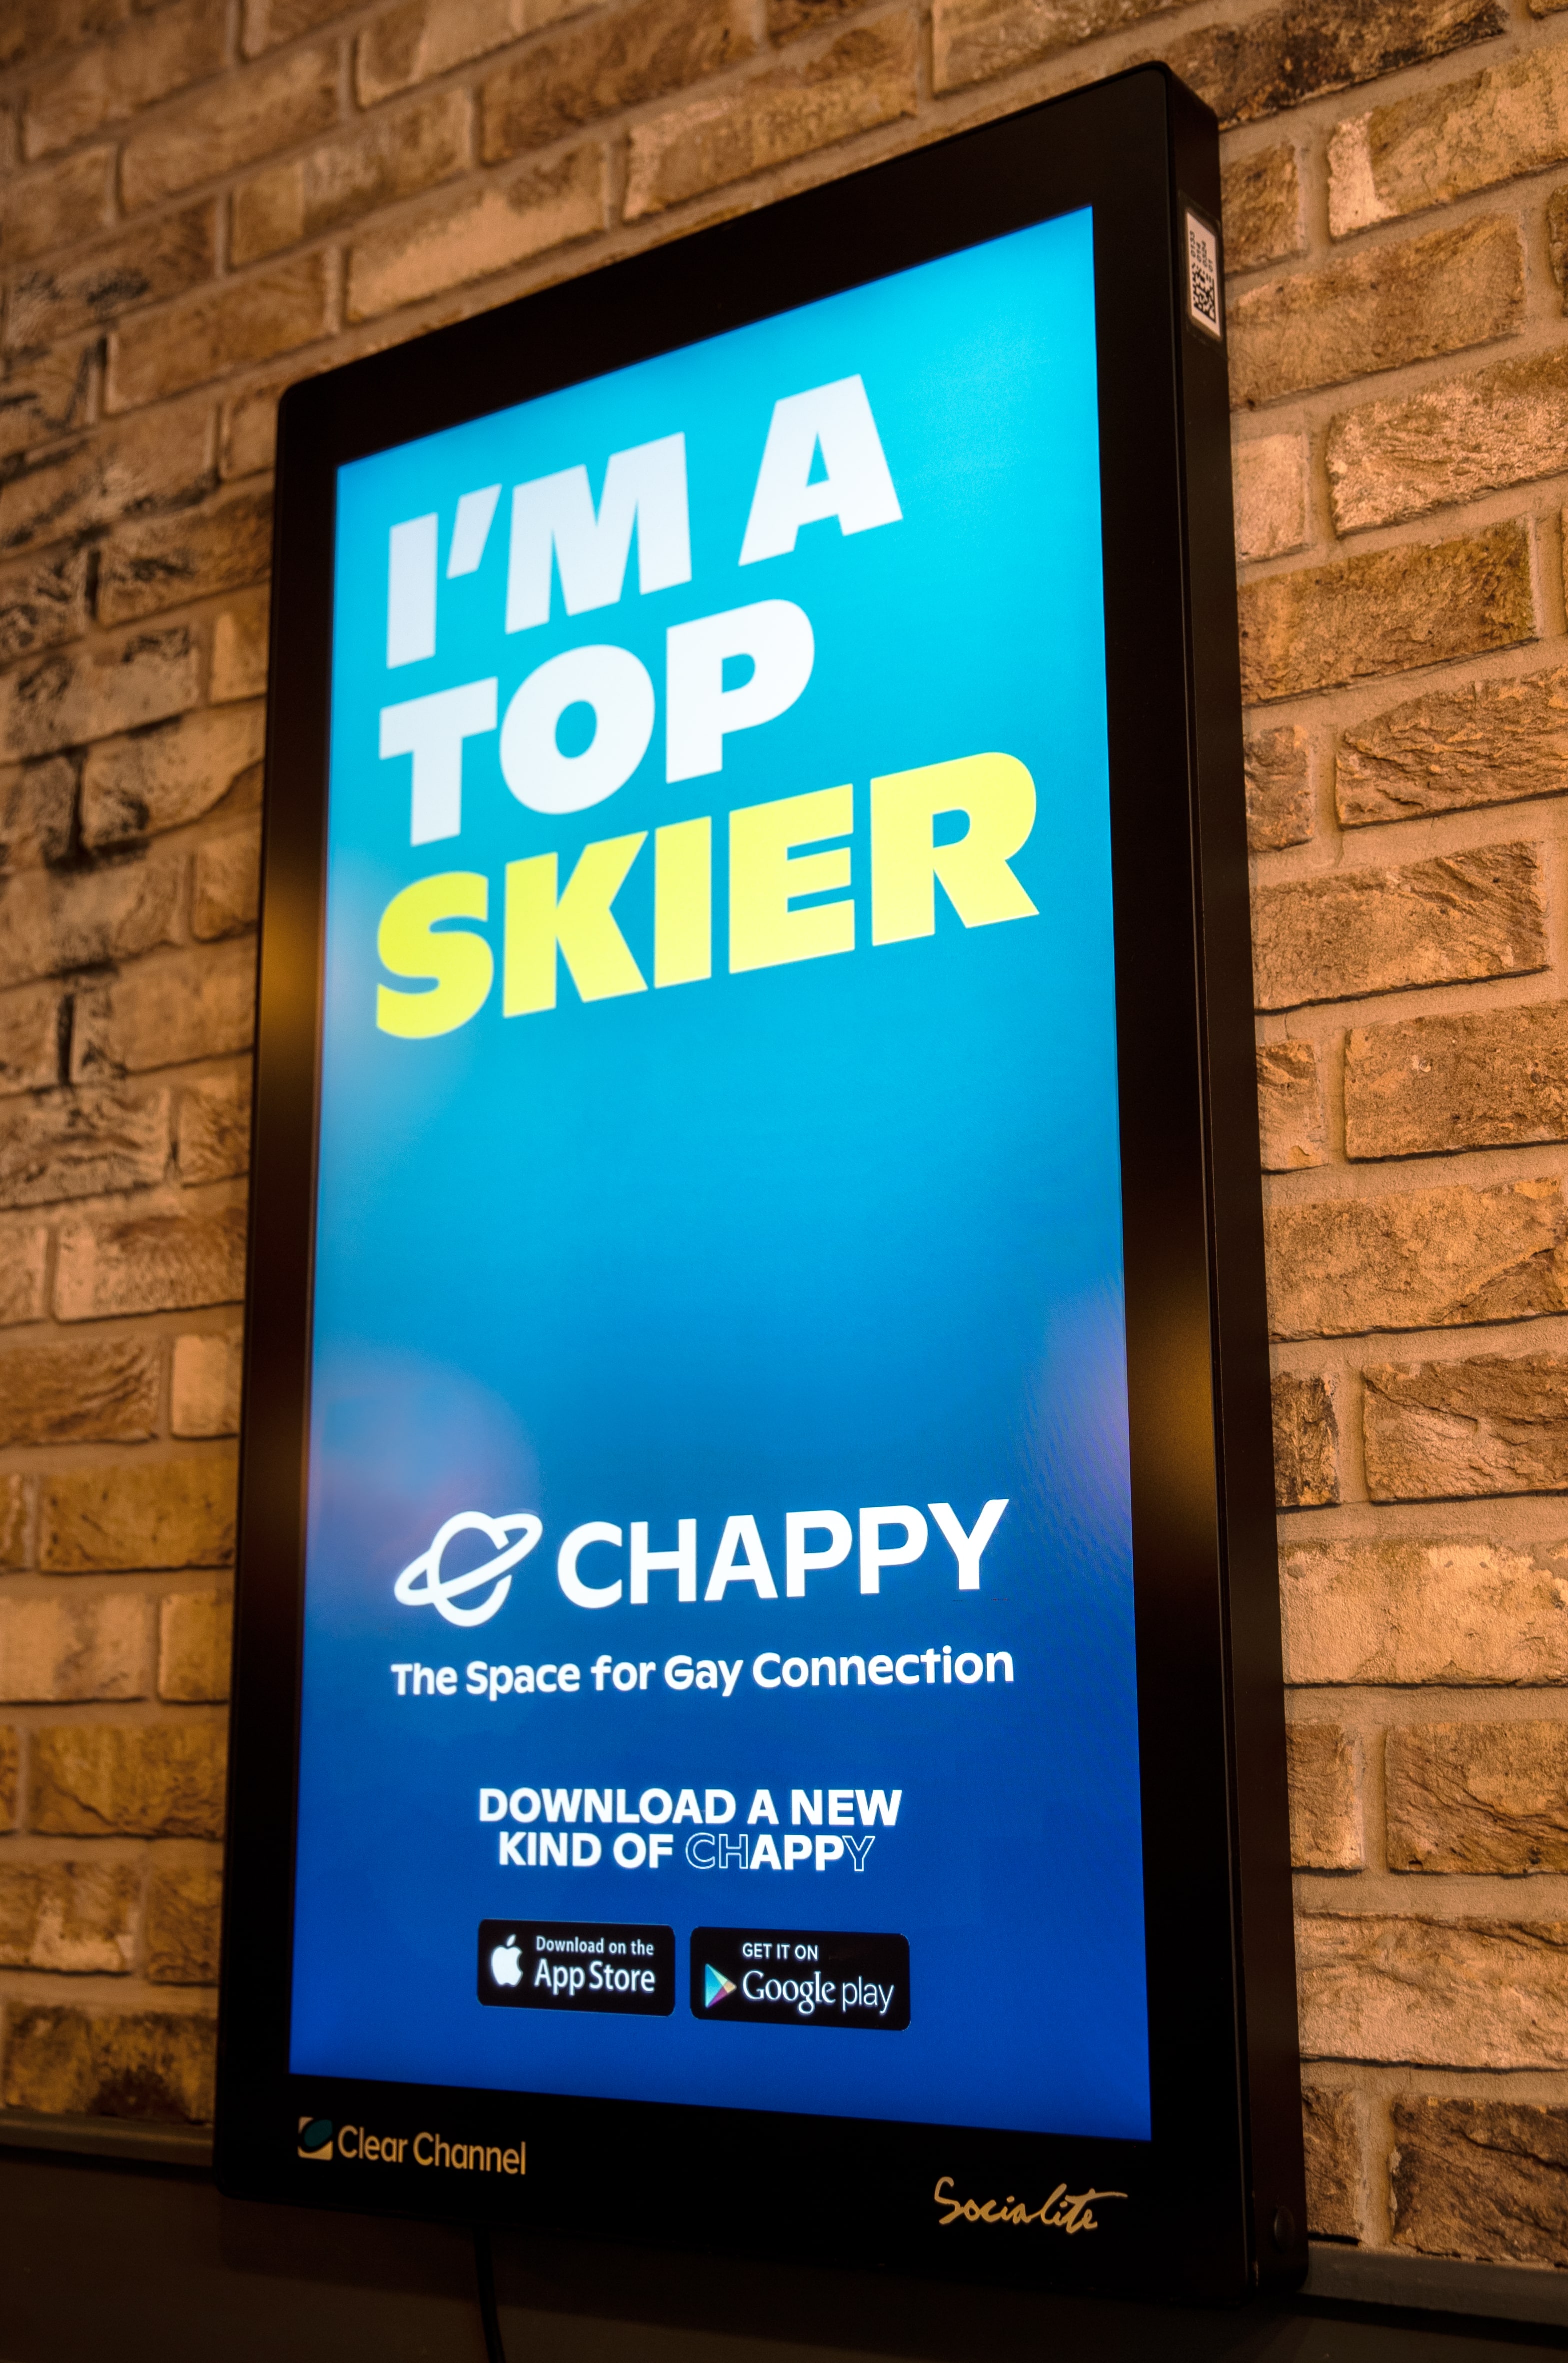 I'M A
TOP
SKIER
CHAPPY
The Space for Gay Connection
DOWNLOAD A NEW
KIND OF CHAPPY
Download on the
App Store
GET IT ON
Google play
Clear Channel
Socialite